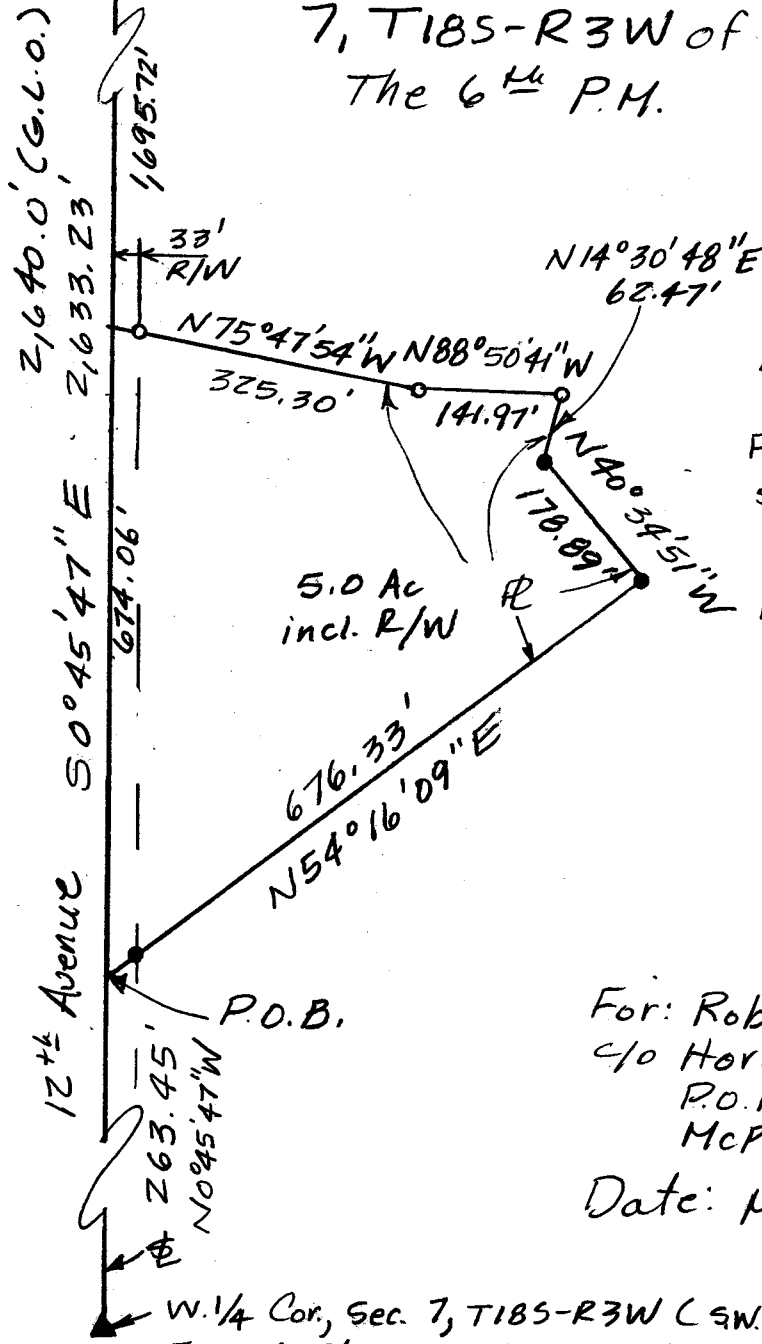 7, T18S-R3W of
The 6th P.M.
2,640.0' (G.L.O.)
S0°45'47"E 2,633.23'
1,695.72'
33'
R/W
N14°30'48"E
62.47'
N75°47'54"W
325.30'
N88°50'41"W
141.97'
N40°34'51"W
178.89'
674.06'
5.0 Ac
incl. R/W
PL
676.33'
N54°16'09"E
12th Avenue
P.O.B.
263.45'
N0°45'47"W
For: Rob
c/o Hor
P.O.
McP
Date:
W.1/4 Cor., Sec. 7, T18S-R3W (SW.